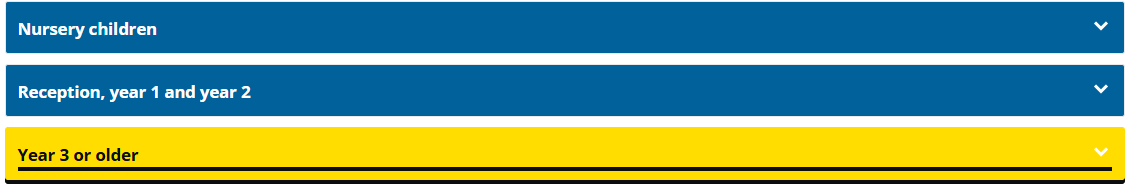 Nursery children
Reception, year 1 and year 2
Year 3 or older